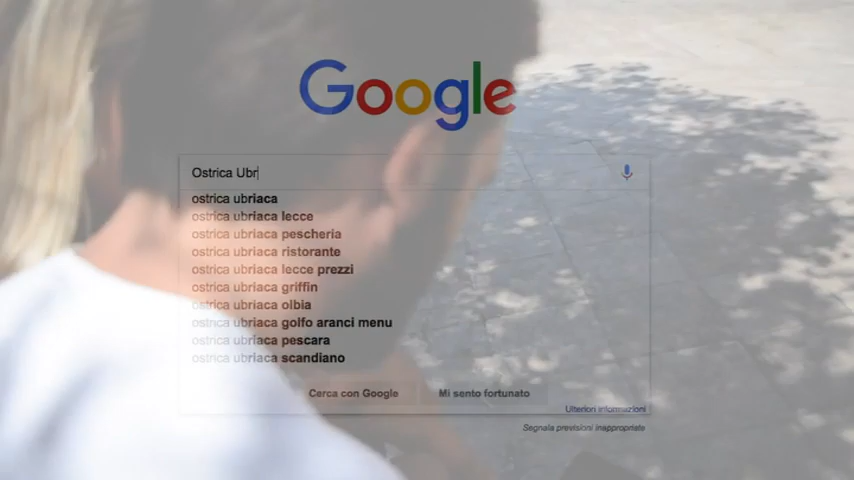 Google
Ostrica Ubr
ostrica ubriaca
ostrica ubriaca lecce
ostrica ubriaca pescheria
ostrica ubriaca ristorante
ostrica ubriaca lecce prezzi
ostrica ubriaca griffin
ostrica ubriaca olbia
ostrica ubriaca golfo aranci menu
ostrica ubriaca pescara
ostrica ubriaca scandiano
Cerca con Google Mi sento fortunato
Ulteriori informazioni
Segnala previsioni inappropriate